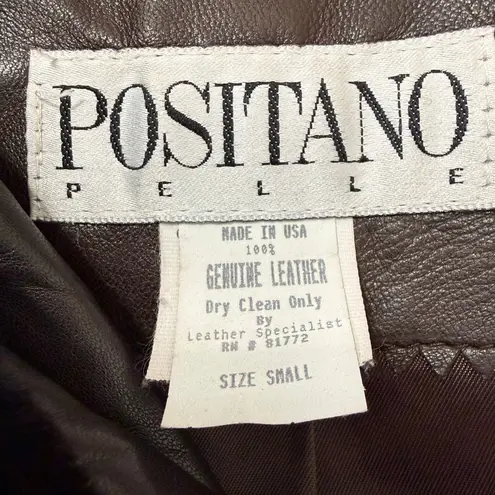 POSITANO
PELLE
MADE IN USA
100%
GENUINE LEATHER
Dry Clean Only
By
Leather Specialist
RN # 81772
SIZE SMALL